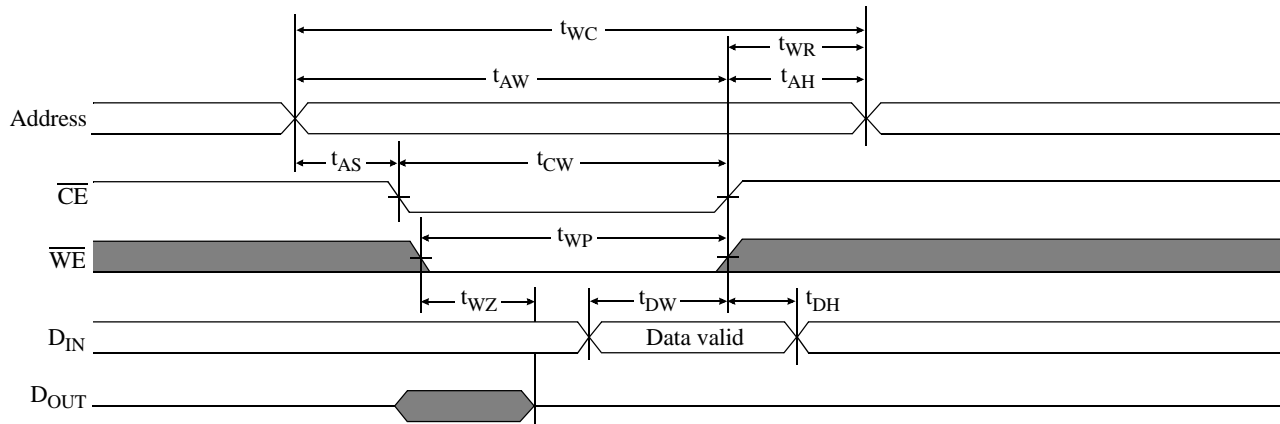 tWC
tWR
tAW
tAH
Address
tAS
tCW
CE
tWP
WE
tWZ
tDW
tDH
DIN
Data valid
DOUT